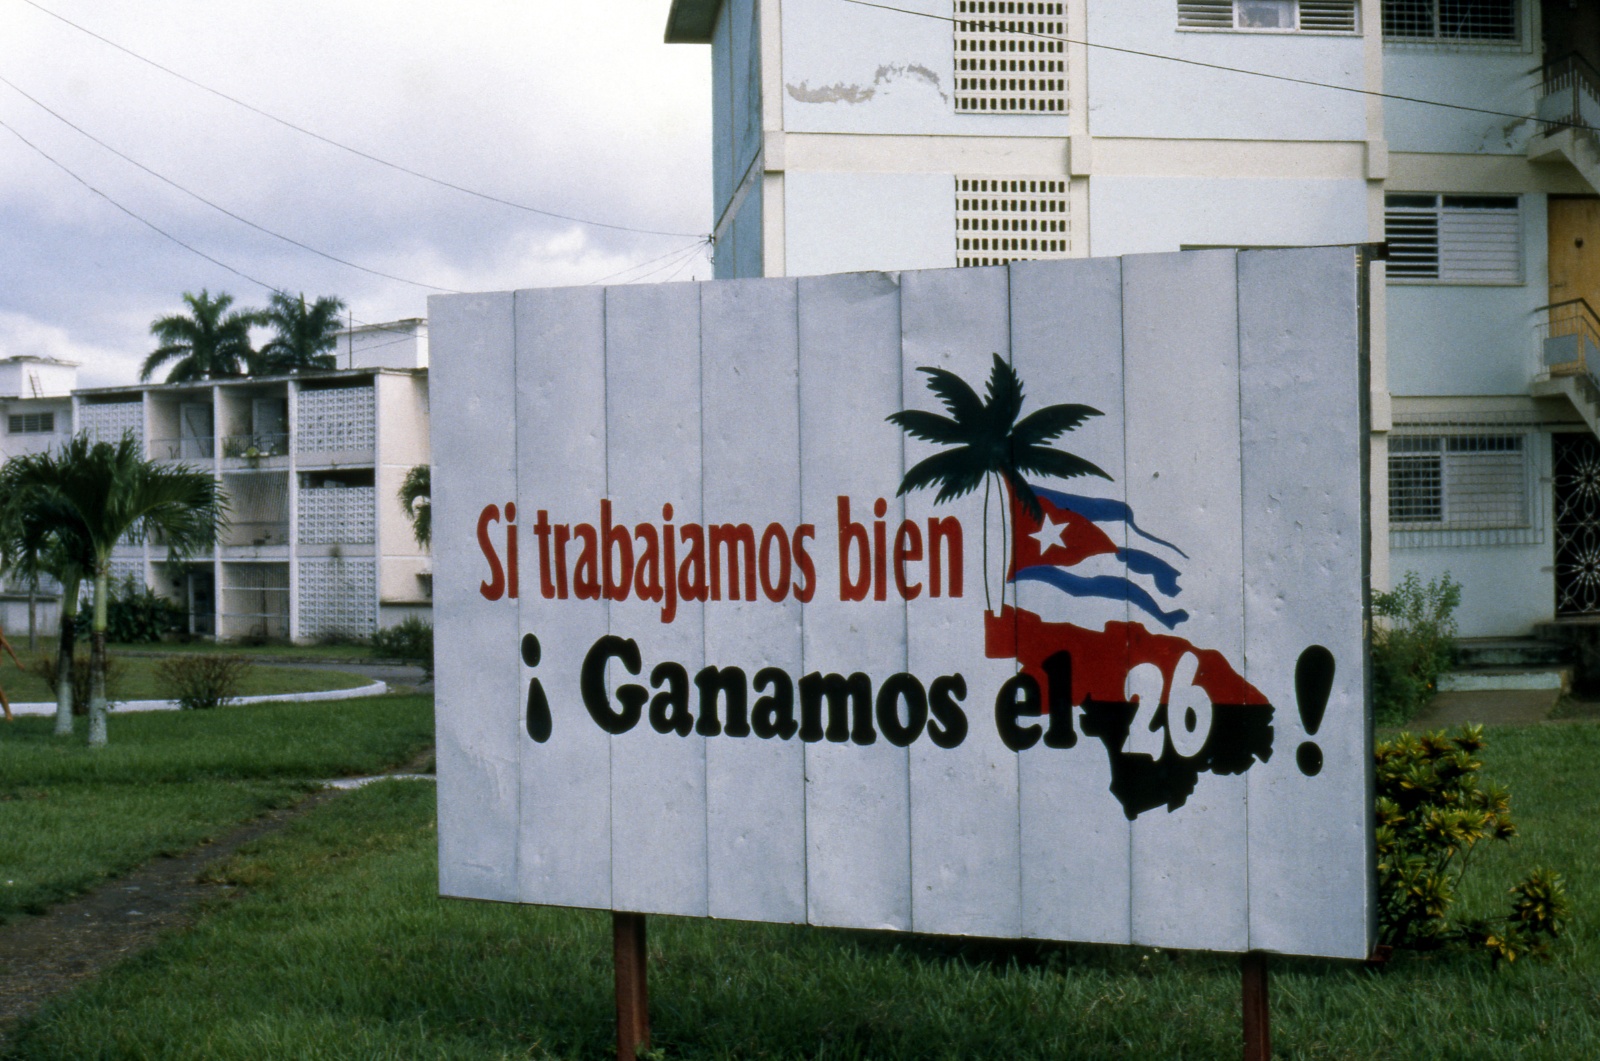 Si trabajamos bien
¡Ganamos el 26!